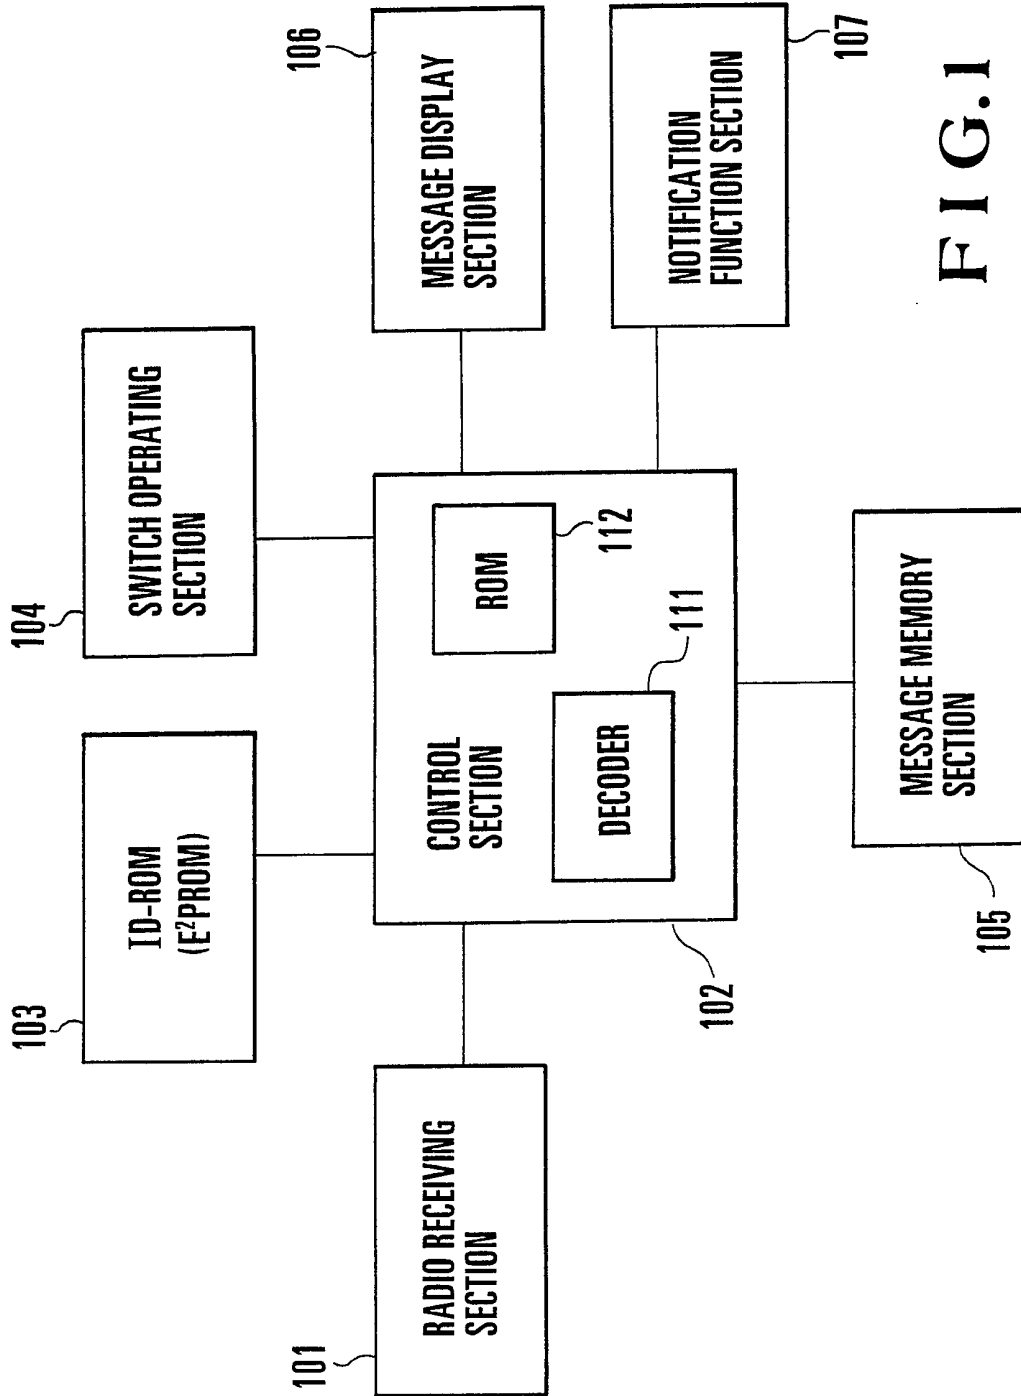 103
ID-ROM
(E²PROM)
104
SWITCH OPERATING
SECTION
106
MESSAGE DISPLAY
SECTION
101
RADIO RECEIVING
SECTION
102
CONTROL
SECTION
DECODER
111
ROM
112
NOTIFICATION
FUNCTION SECTION
107
105
MESSAGE MEMORY
SECTION
FIG.1